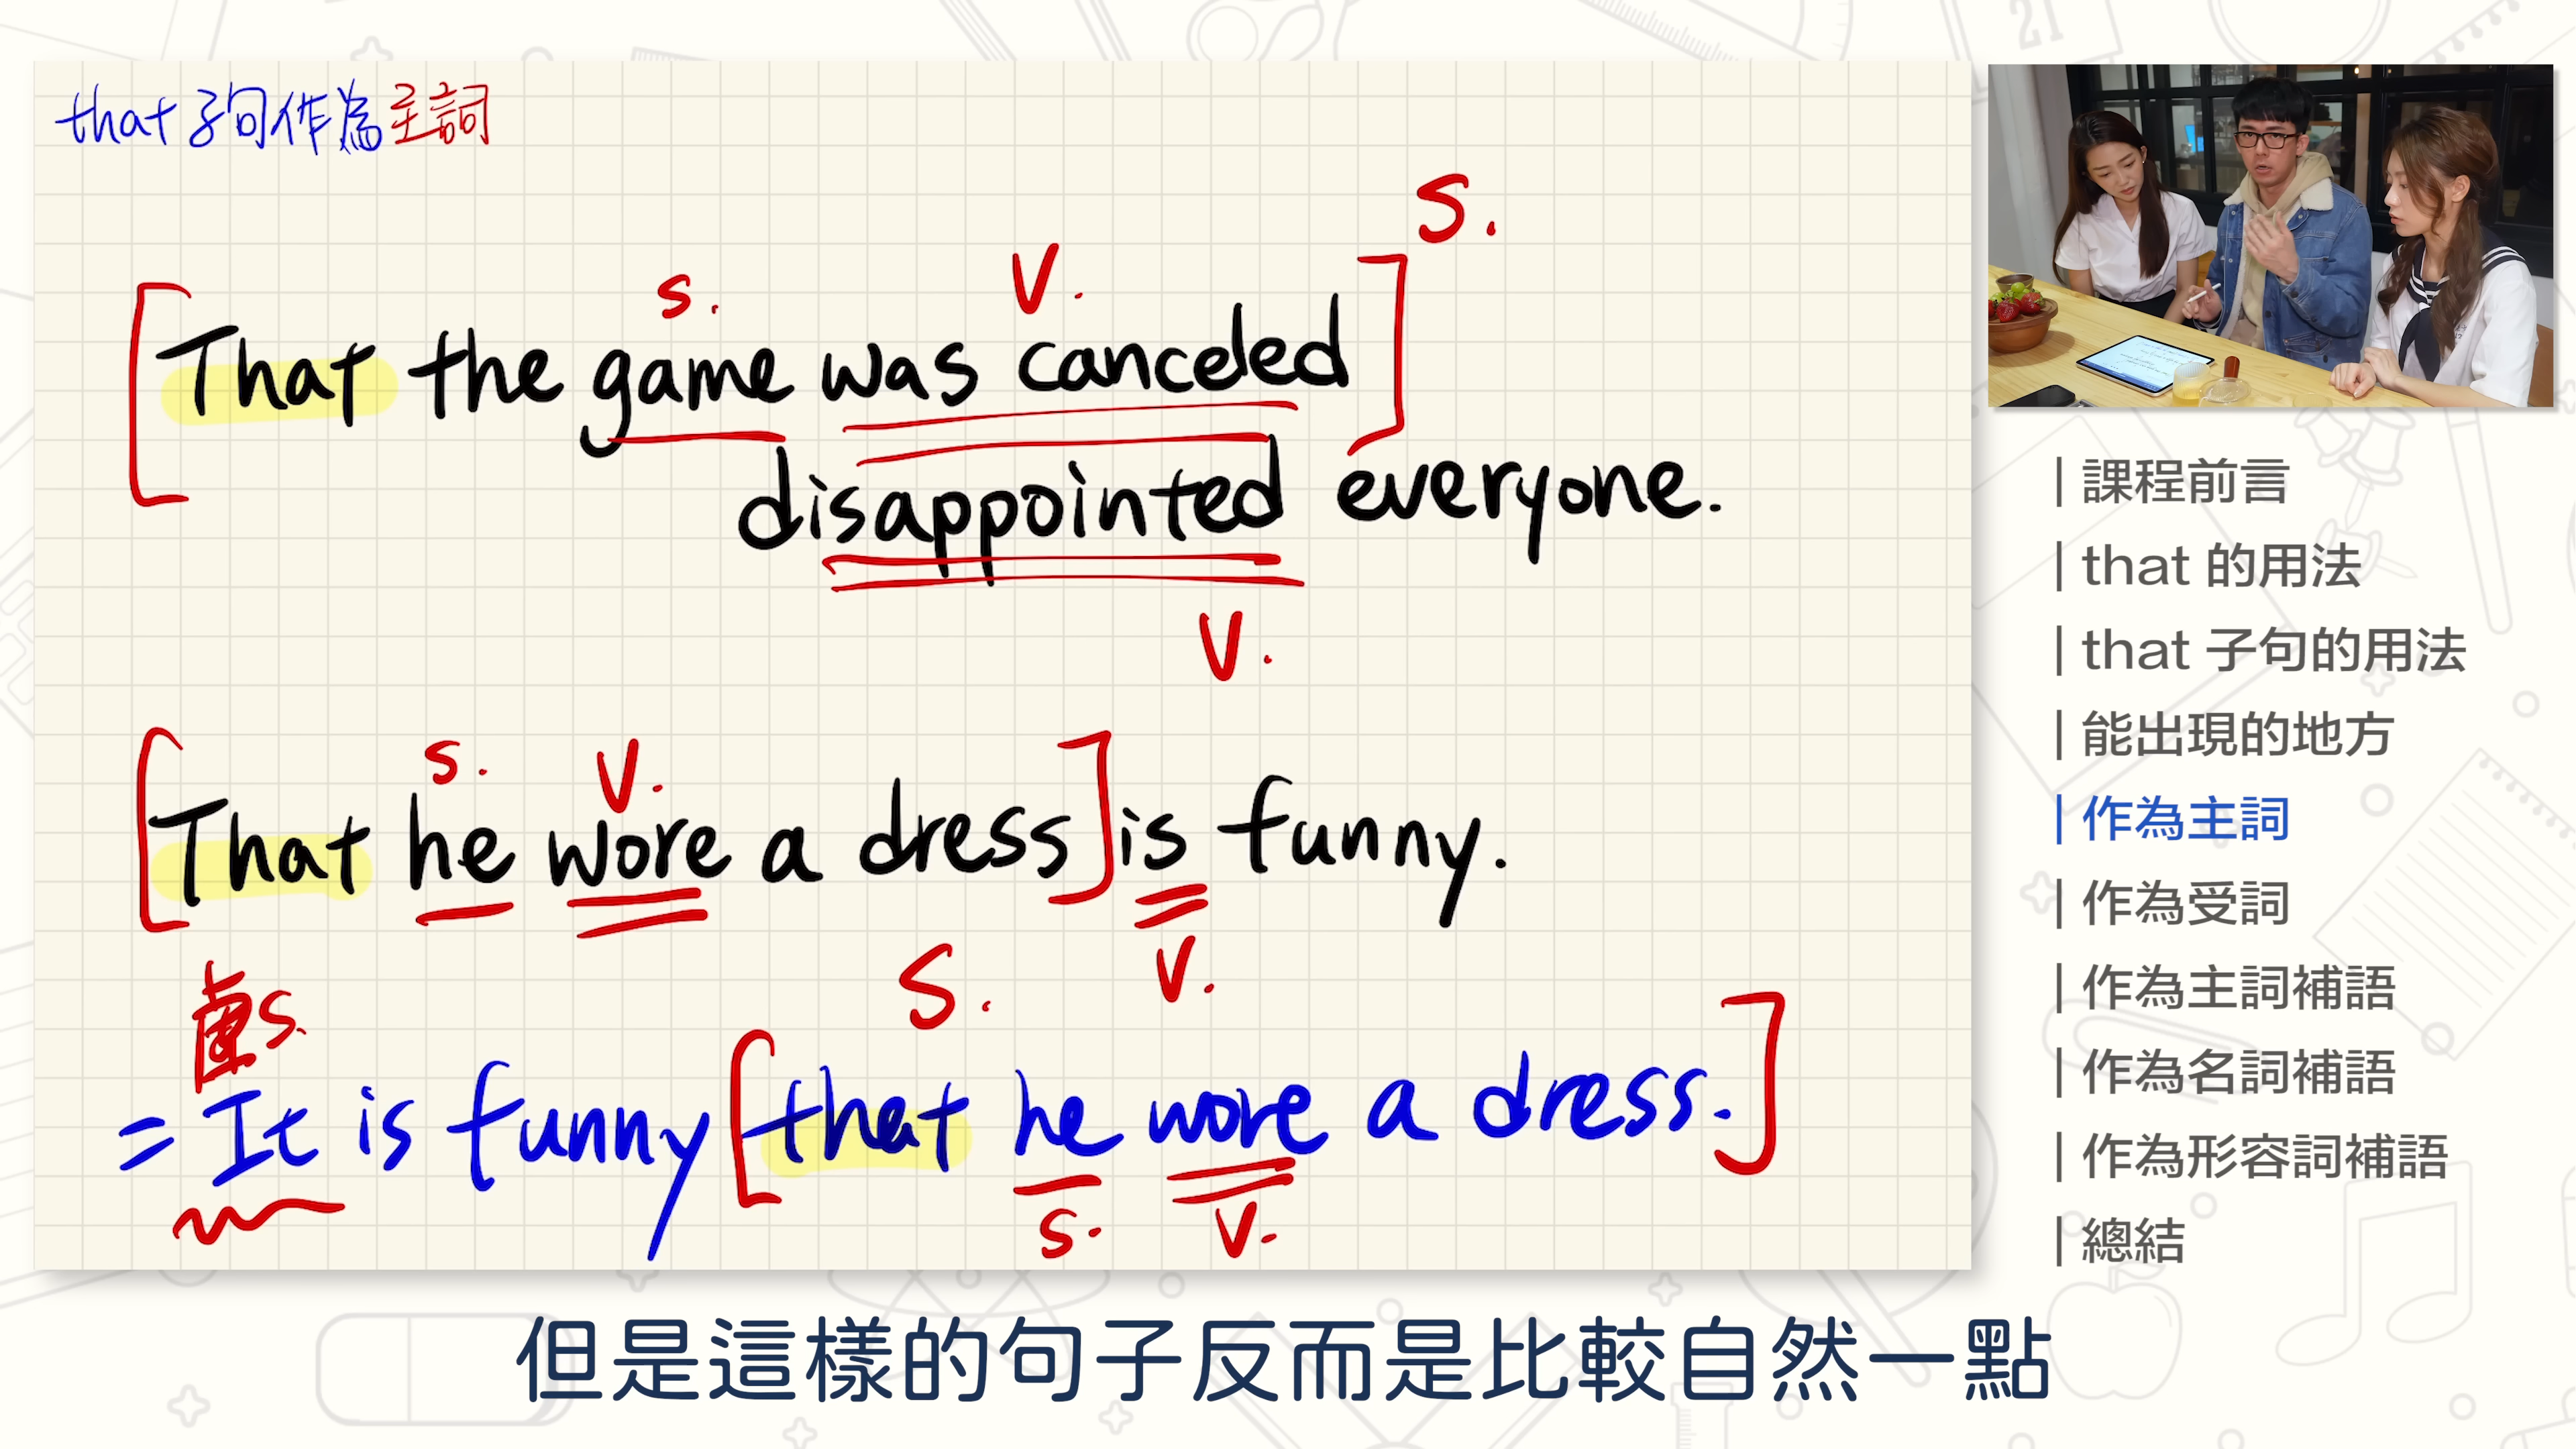 that 子句作為主詞
S.
s. V.
That the game was canceled
disappointed everyone.
V.
s. V.
That he wore a dress is funny.
S. V.
虛s.
= It is funny that he wore a dress.
s. V.
| 課程前言
| that 的用法
| that 子句的用法
| 能出現的地方
| 作為主詞
| 作為受詞
| 作為主詞補語
| 作為名詞補語
| 作為形容詞補語
| 總結
但是這樣的句子反而是比較自然一點
21